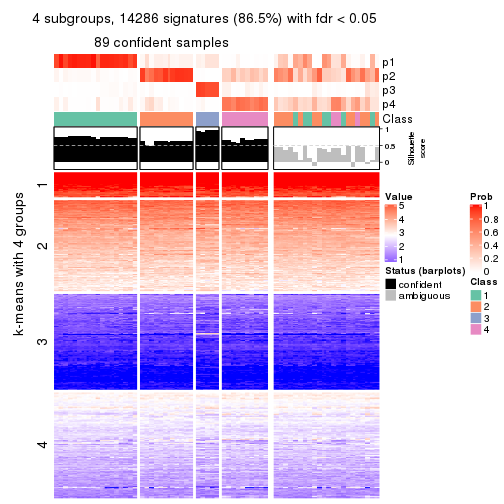 4 subgroups, 14286 signatures (86.5%) with fdr < 0.05
89 confident samples
p1
p2
p3
p4
Class
1
0.5
0
Silhouette
score
k-means with 4 groups
1
2
3
4
Value
5
4
3
2
1
Status (barplots)
confident
ambiguous
Prob
1
0.8
0.6
0.4
0.2
0
Class
1
2
3
4